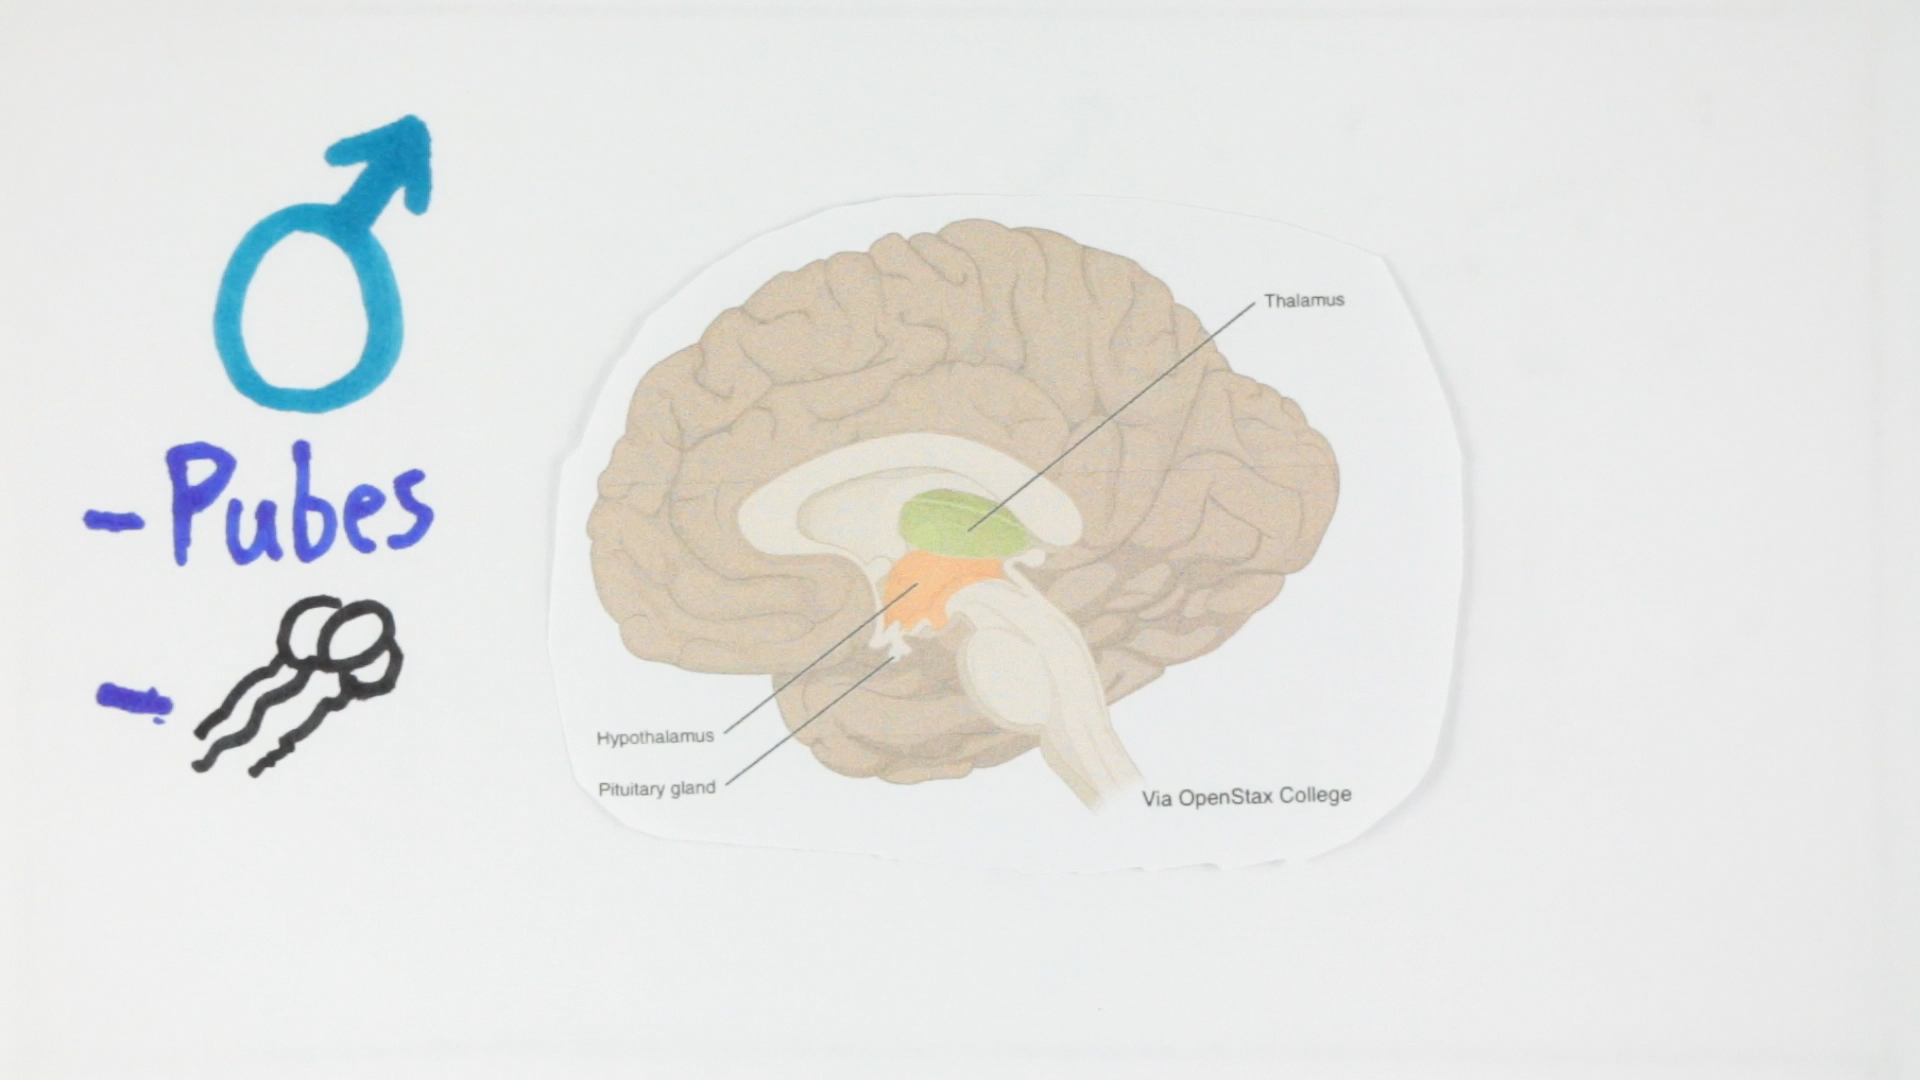 - Pubes
-
Thalamus
Hypothalamus
Pituitary gland
Via OpenStax College